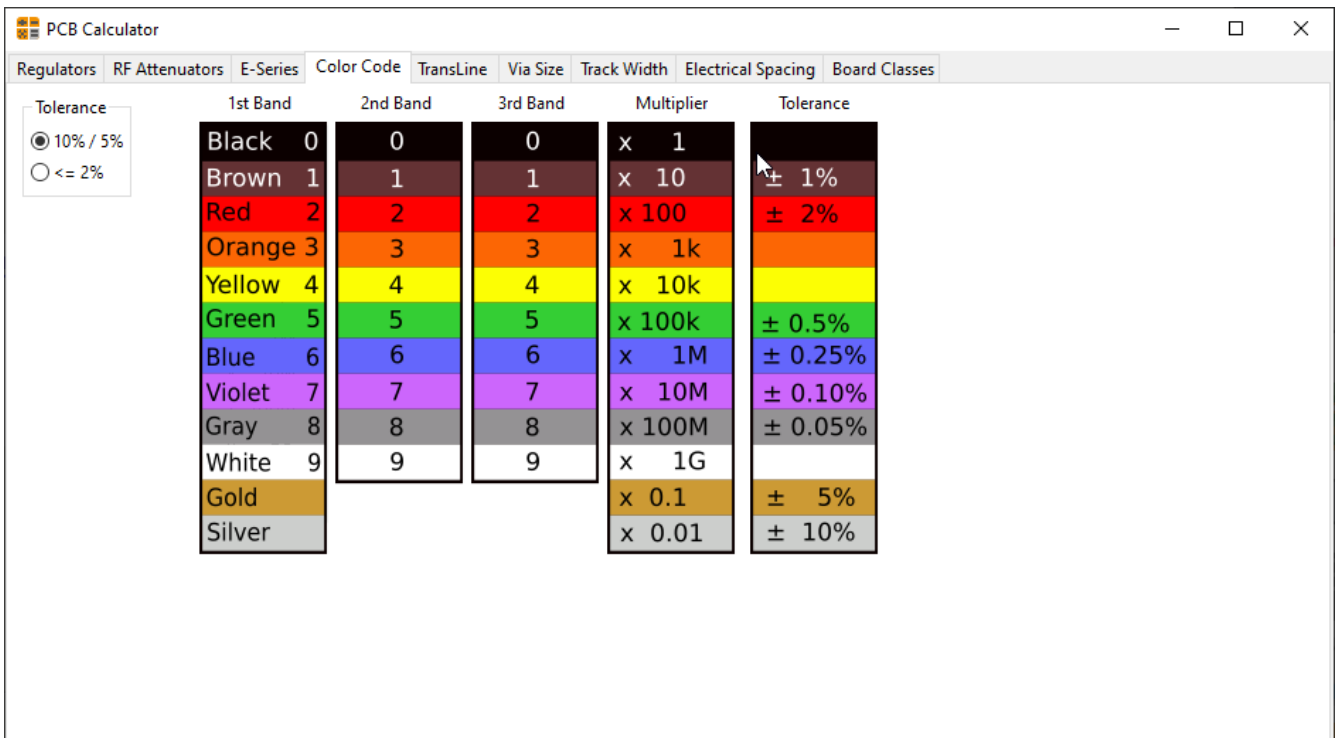 PCB Calculator
Regulators RF Attenuators E-Series Color Code TransLine Via Size Track Width Electrical Spacing Board Classes
Tolerance 1st Band 2nd Band 3rd Band Multiplier Tolerance
10% / 5% Black 0 0 0 x 1
<= 2% Brown 1 1 1 x 10 ± 1%
Red 2 2 2 x 100 ± 2%
Orange 3 3 3 x 1k
Yellow 4 4 4 x 10k
Green 5 5 5 x 100k ± 0.5%
Blue 6 6 6 x 1M ± 0.25%
Violet 7 7 7 x 10M ± 0.10%
Gray 8 8 8 x 100M ± 0.05%
White 9 9 9 x 1G
Gold x 0.1 ± 5%
Silver x 0.01 ± 10%